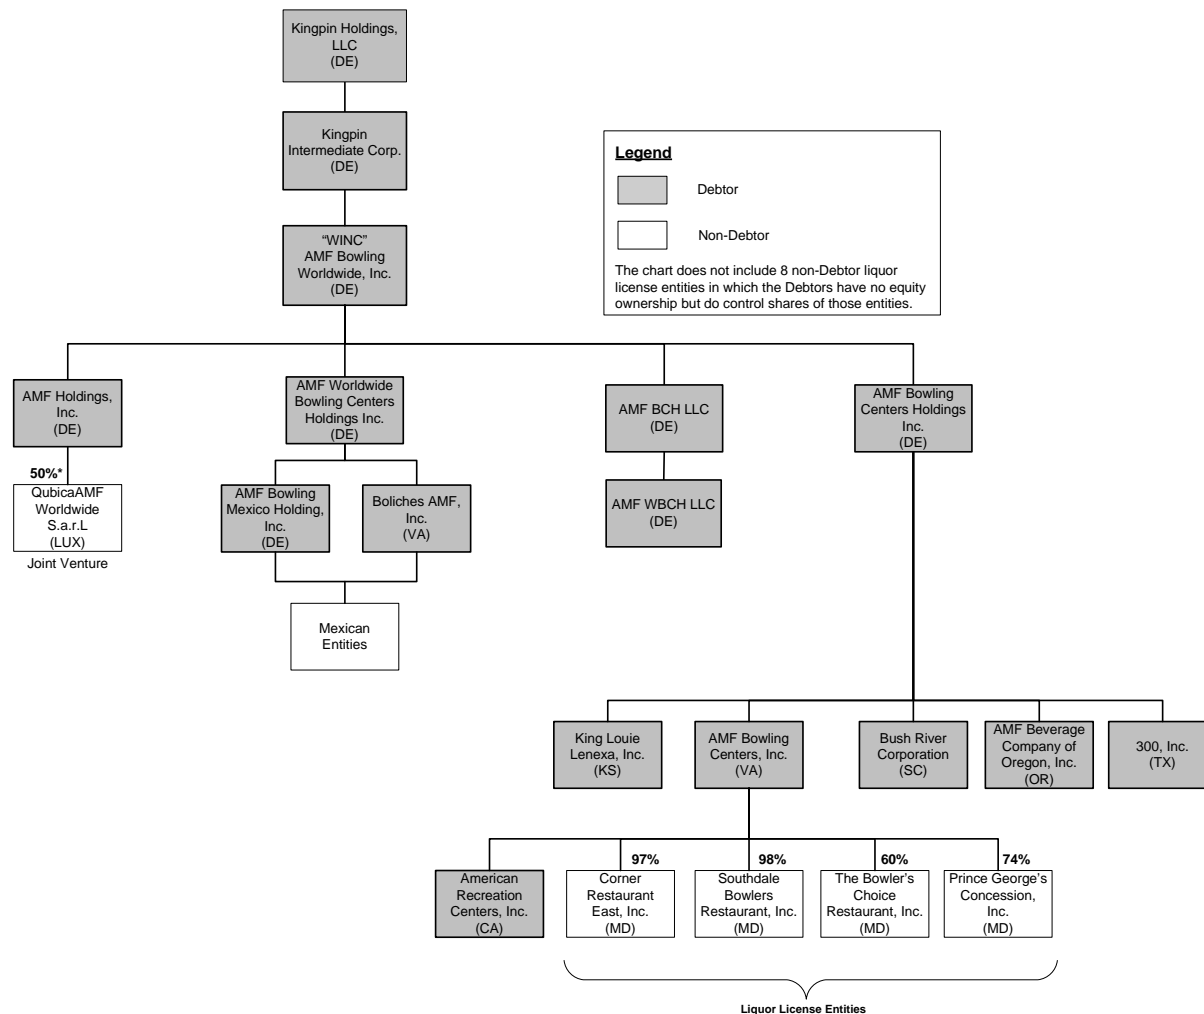 Kingpin Holdings,
LLC
(DE)
Kingpin
Intermediate Corp.
(DE)
“WINC”
AMF Bowling
Worldwide, Inc.
(DE)
Legend
Debtor
Non-Debtor
The chart does not include 8 non-Debtor liquor
license entities in which the Debtors have no equity
ownership but do control shares of those entities.
AMF Holdings,
Inc.
(DE)
AMF Worldwide
Bowling Centers
Holdings Inc.
(DE)
AMF BCH LLC
(DE)
AMF Bowling
Centers Holdings
Inc.
(DE)
50%*
QubicaAMF
Worldwide
S.a.r.L
(LUX)
Joint Venture
AMF Bowling
Mexico Holding,
Inc.
(DE)
Boliches AMF,
Inc.
(VA)
AMF WBCH LLC
(DE)
Mexican
Entities
King Louie
Lenexa, Inc.
(KS)
AMF Bowling
Centers, Inc.
(VA)
Bush River
Corporation
(SC)
AMF Beverage
Company of
Oregon, Inc.
(OR)
300, Inc.
(TX)
American
Recreation
Centers, Inc.
(CA)
97%
Corner
Restaurant
East, Inc.
(MD)
98%
Southdale
Bowlers
Restaurant, Inc.
(MD)
60%
The Bowler’s
Choice
Restaurant, Inc.
(MD)
74%
Prince George’s
Concession,
Inc.
(MD)
Liquor License Entities